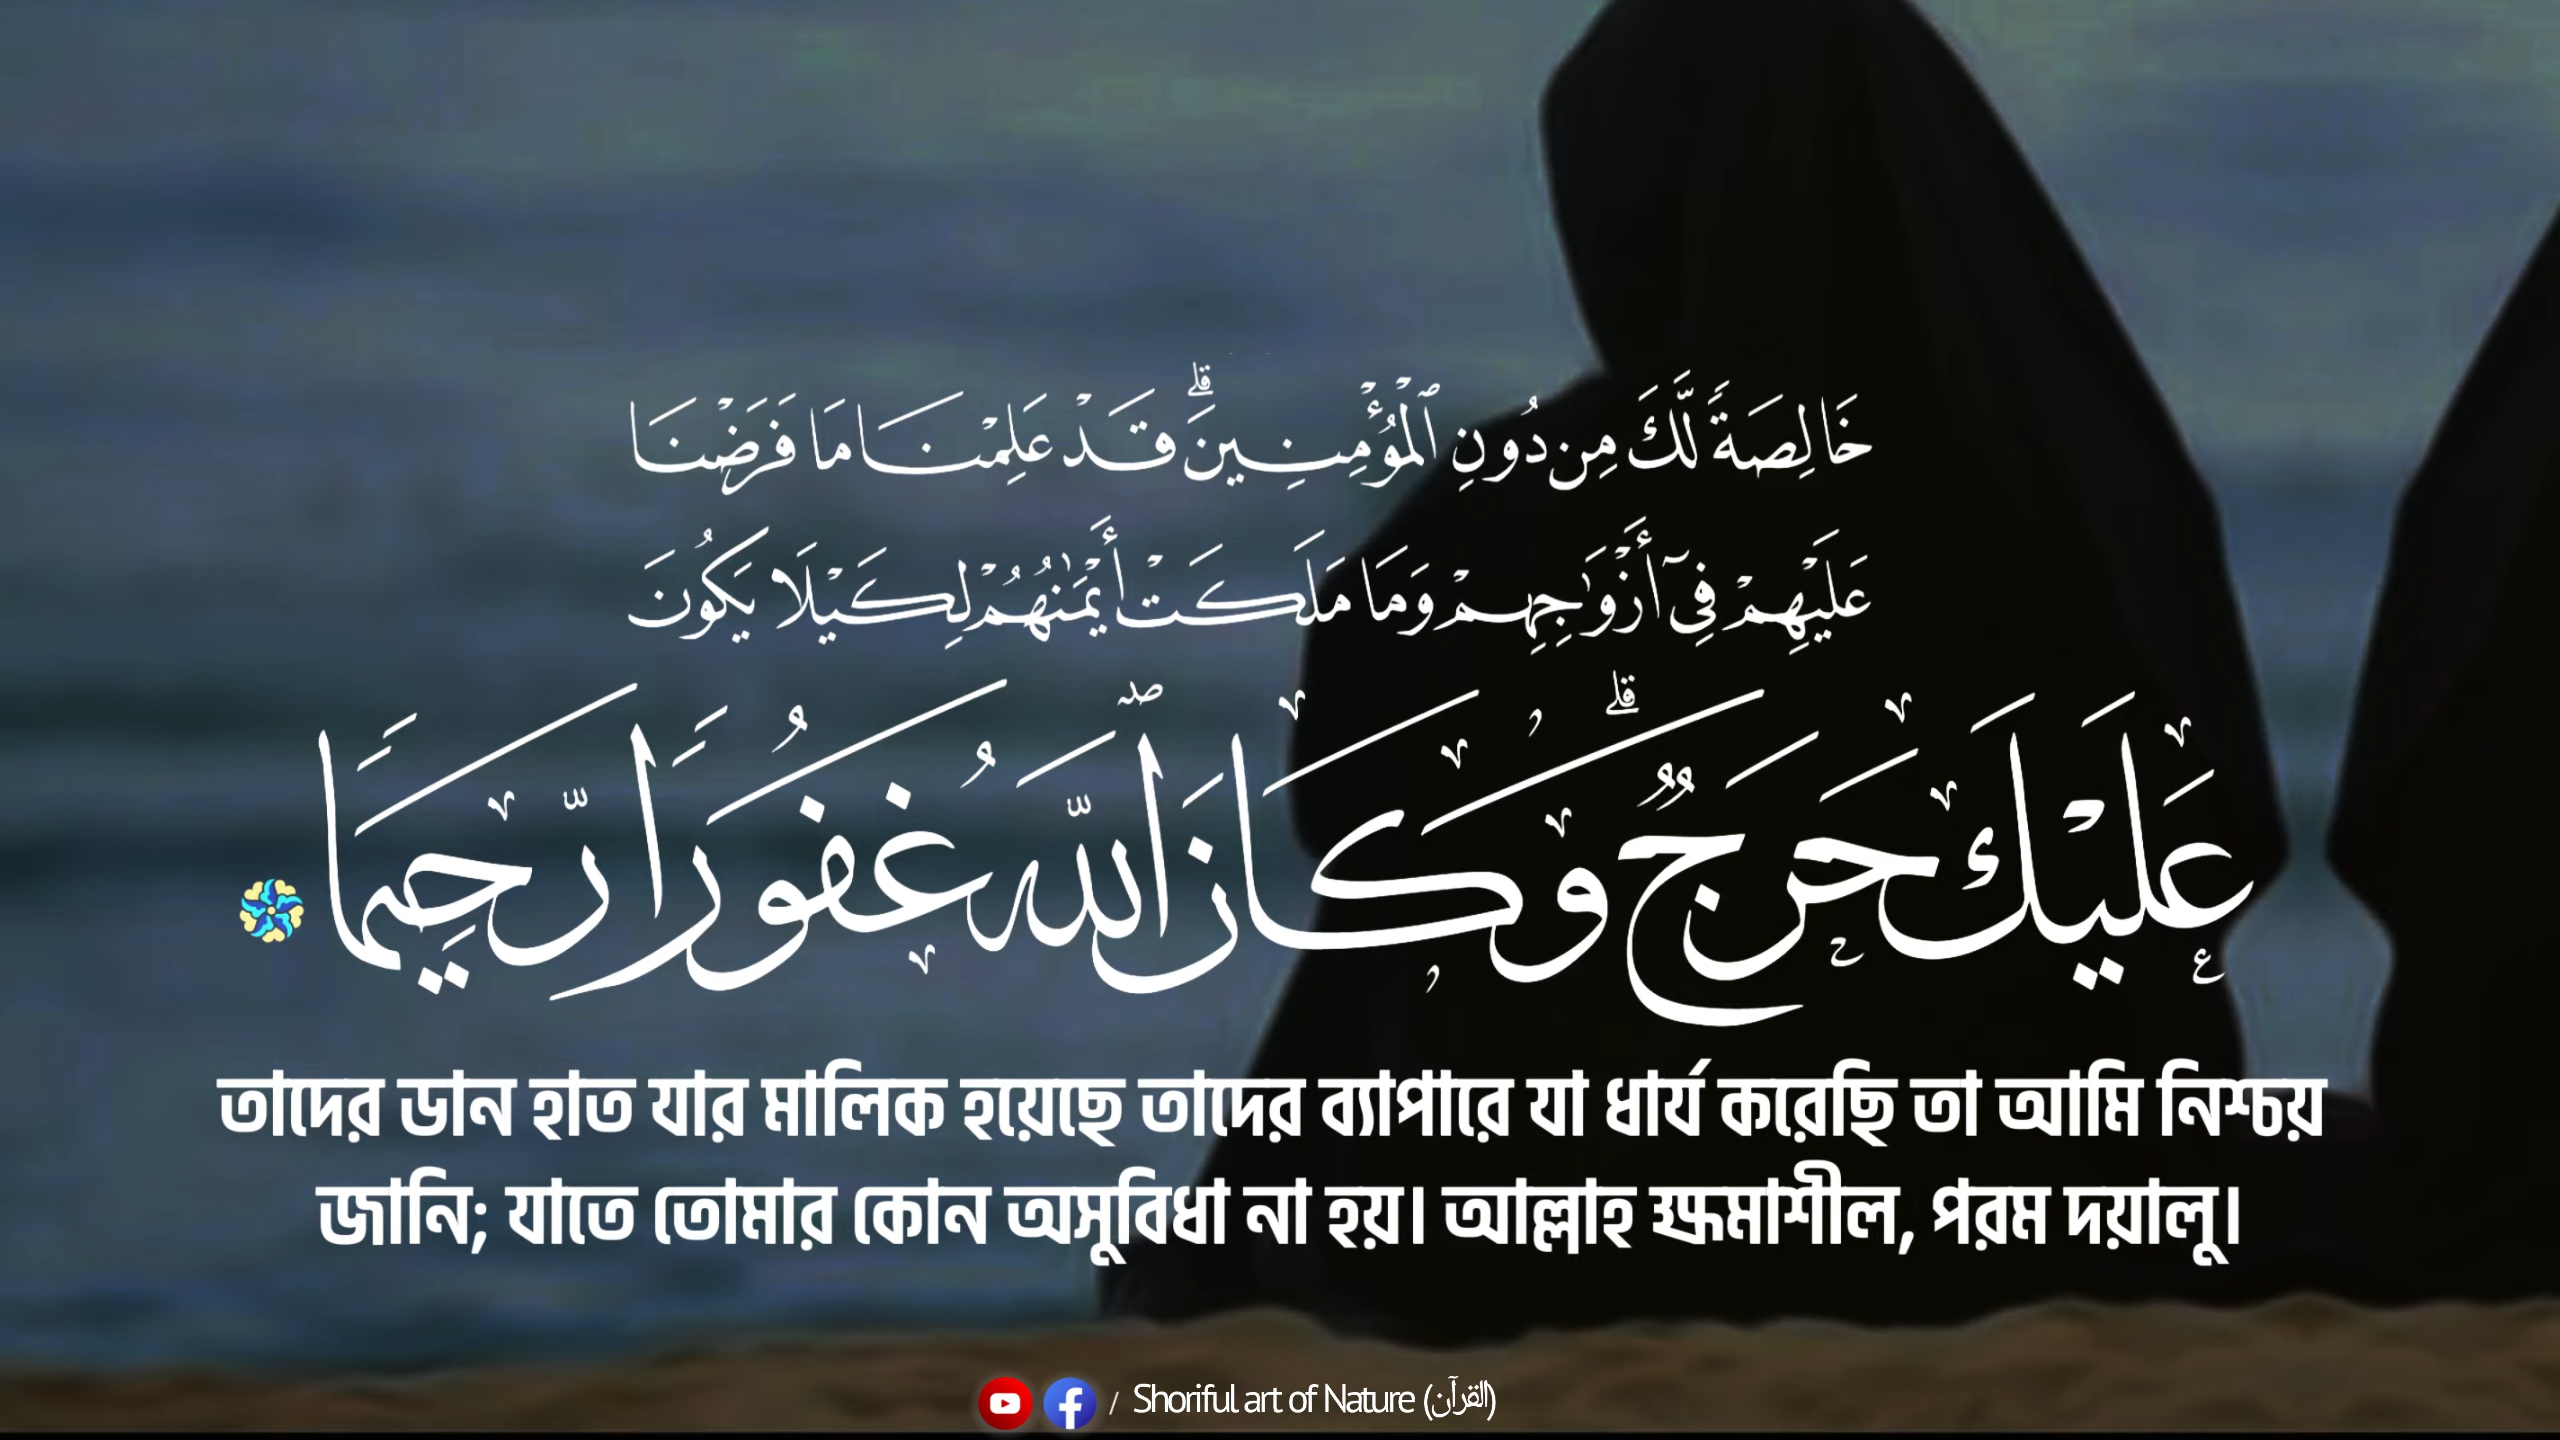 خَالِصَةً لَّكَ مِن دُونِ ٱلْمُؤْمِنِينَ ۗ قَدْ عَلِمْنَا مَا فَرَضْنَا
عَلَيْهِمْ فِىٓ أَزْوَٰجِهِمْ وَمَا مَلَكَتْ أَيْمَٰنُهُمْ لِكَيْلَا يَكُونَ
عَلَيْكَ حَرَجٌ ۗ وَكَانَ ٱللَّهُ غَفُورًا رَّحِيمًا
তাদের ডান হাত যার মালিক হয়েছে তাদের ব্যাপারে যা ধার্য করেছি তা আমি নিশ্চয়
জানি; যাতে তোমার কোন অসুবিধা না হয়। আল্লাহ ক্ষমাশীল, পরম দয়ালু।
/ Shoriful art of Nature (القرآن)